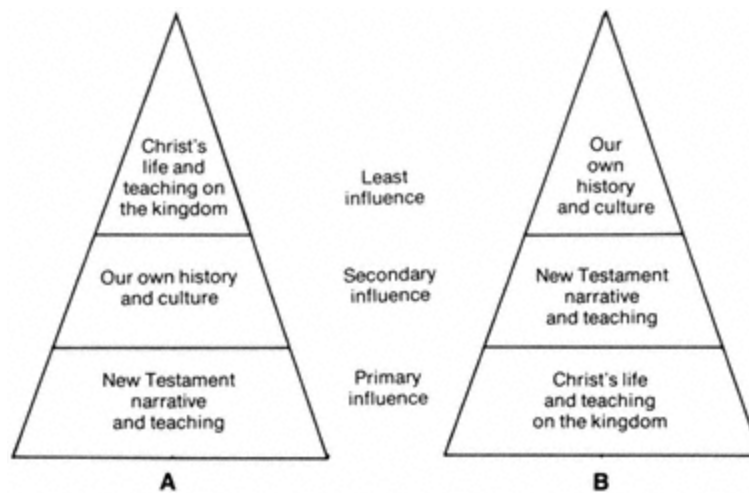 Christ's
life and
teaching on
the kingdom
Our own history
and culture
New Testament
narrative
and teaching
A
Least
influence
Secondary
influence
Primary
influence
Our
own
history
and culture
New Testament
narrative
and teaching
Christ's life
and teaching
on the kingdom
B